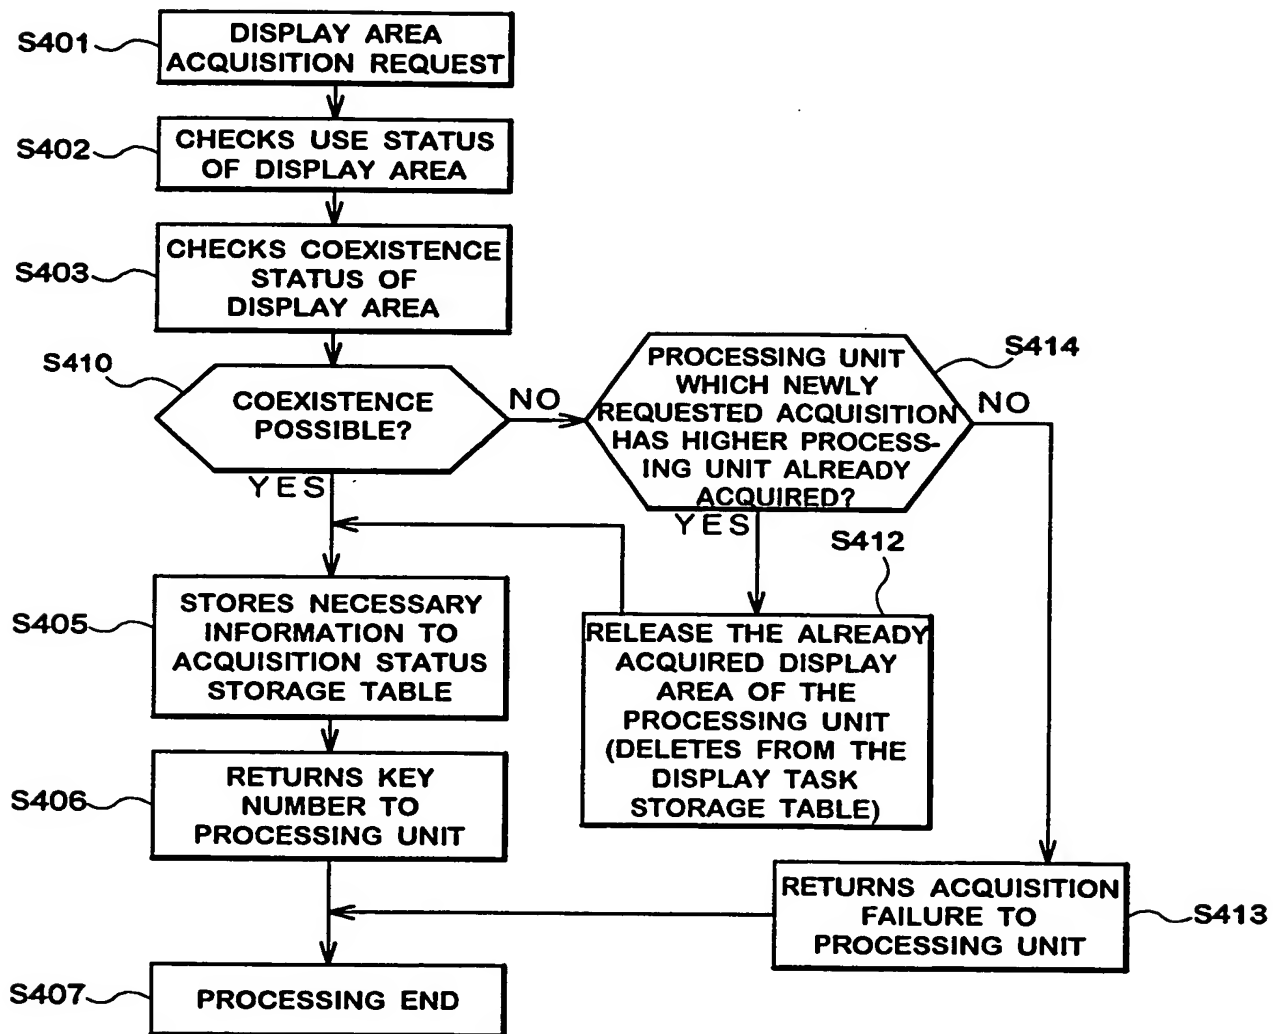 S401
DISPLAY AREA
ACQUISITION REQUEST
S402
CHECKS USE STATUS
OF DISPLAY AREA
S403
CHECKS COEXISTENCE
STATUS OF
DISPLAY AREA
S410
COEXISTENCE
POSSIBLE?
NO
YES
S414
PROCESSING UNIT
WHICH NEWLY
REQUESTED ACQUISITION
HAS HIGHER PROCESS-
ING UNIT ALREADY
ACQUIRED?
NO
YES
S412
RELEASE THE ALREADY
ACQUIRED DISPLAY
AREA OF THE
PROCESSING UNIT
(DELETES FROM THE
DISPLAY TASK
STORAGE TABLE)
S405
STORES NECESSARY
INFORMATION TO
ACQUISITION STATUS
STORAGE TABLE
S406
RETURNS KEY
NUMBER TO
PROCESSING UNIT
RETURNS ACQUISITION
FAILURE TO
PROCESSING UNIT
S413
S407
PROCESSING END